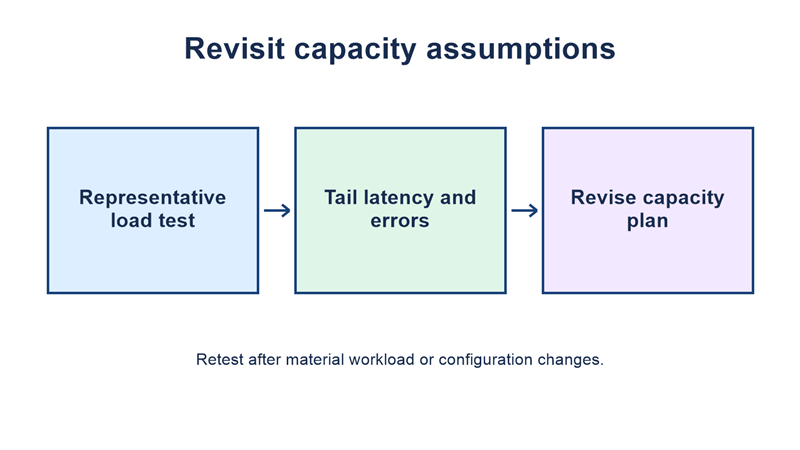 Revisit capacity assumptions
Representative
load test
Tail latency and
errors
Revise capacity
plan
Retest after material workload or configuration changes.